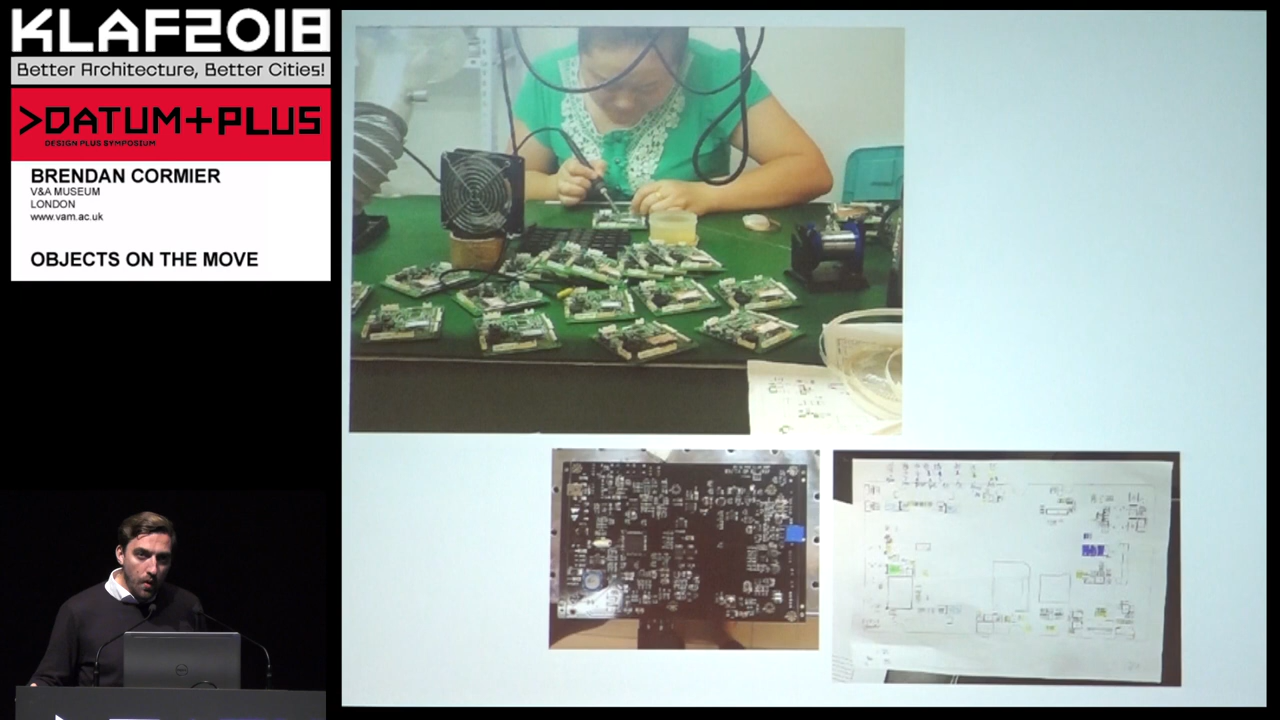 KLAF2018
Better Architecture, Better Cities!
>DATUM+PLUS
DESIGN PLUS SYMPOSIUM
BRENDAN CORMIER
V&A MUSEUM
LONDON
www.vam.ac.uk
OBJECTS ON THE MOVE
DELL